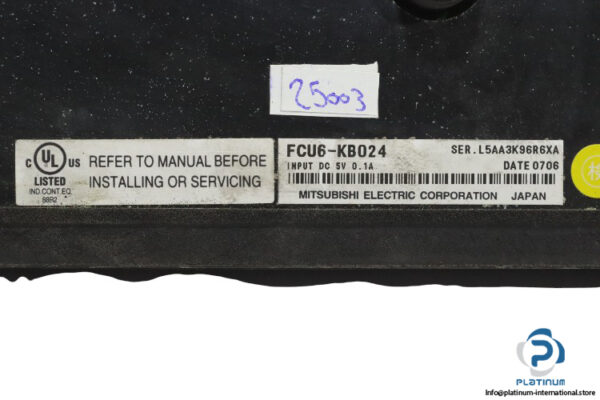 25003
FCU6-KB024 SER.L5AA3K96R6XA
INPUT DC 5V 0.1A DATE 0706
MITSUBISHI ELECTRIC CORPORATION JAPAN
C UL US
LISTED
IND.CONT.EQ.
88B2
REFER TO MANUAL BEFORE
INSTALLING OR SERVICING
PLATINUM
Info@platinum-international.store